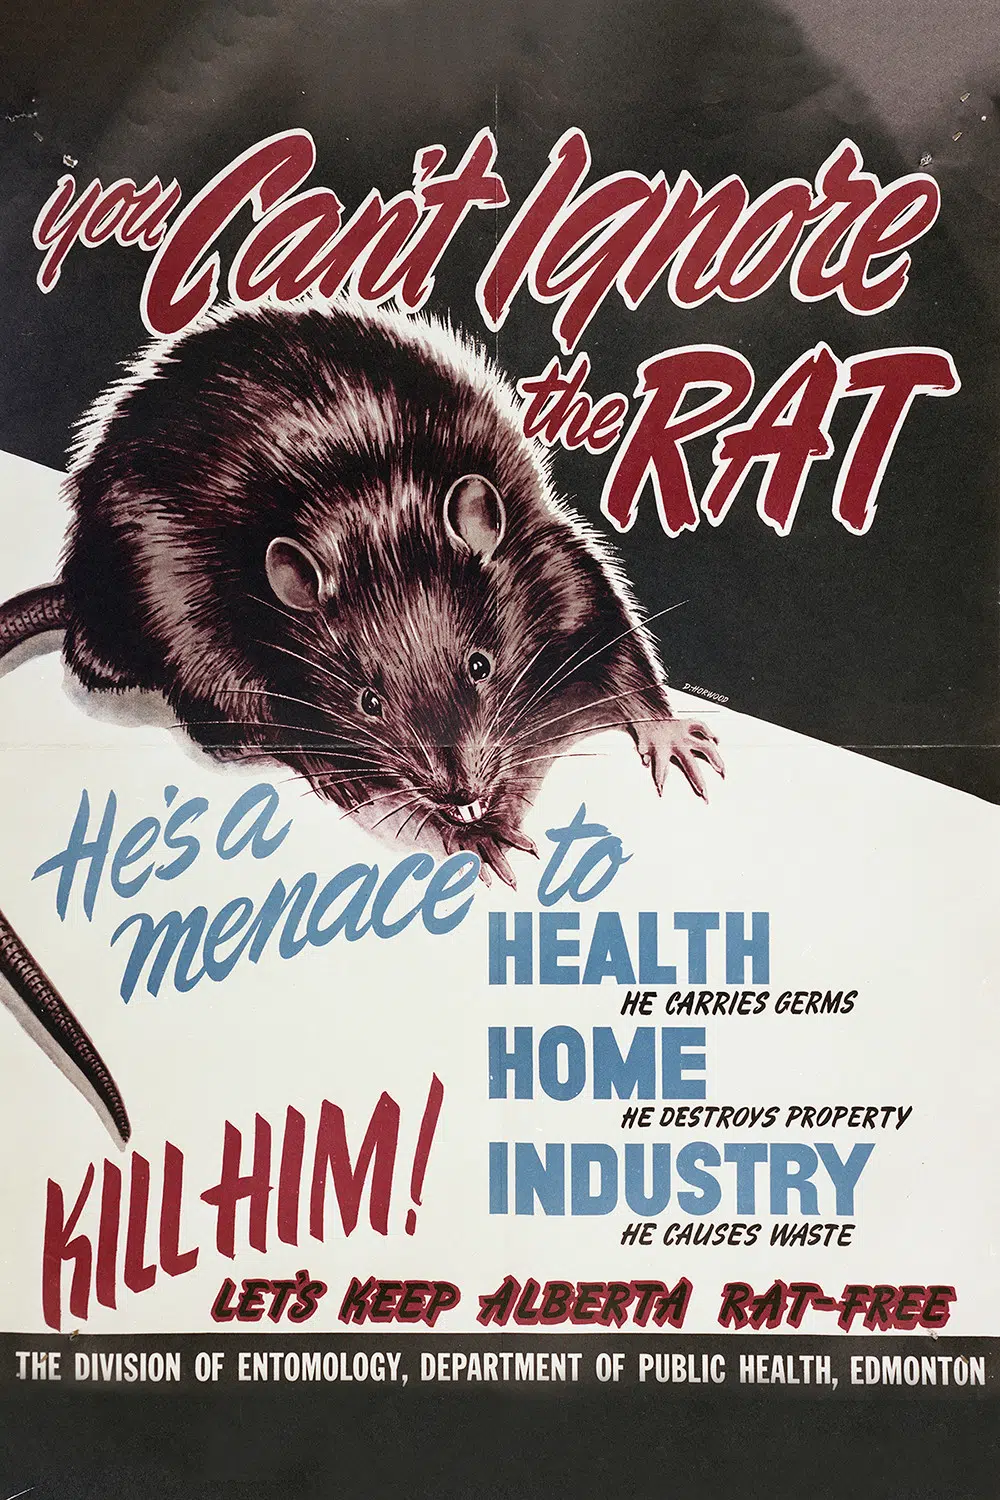 you Can't Ignore
the RAT
D. HORWOOD
He's a
menace to
HEALTH
HE CARRIES GERMS
HOME
HE DESTROYS PROPERTY
INDUSTRY
HE CAUSES WASTE
KILL HIM!
LET'S KEEP ALBERTA RAT-FREE
THE DIVISION OF ENTOMOLOGY, DEPARTMENT OF PUBLIC HEALTH, EDMONTON